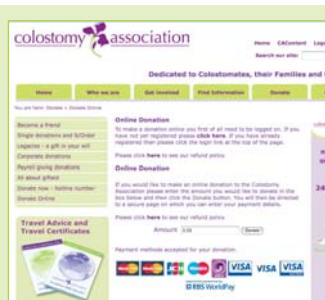 colostomy association
Home CAContent
Search our site:
Dedicated to Colostomates, their Families and
Home Who we are Get involved Find Information Donate
You are here: Donate > Donate Online
Become a friend
Single donations and S/Order
Legacies - a gift in your will
Corporate donations
Payroll giving donations
All about giftaid
Donate now - hotline number
Donate Online
Travel Advice and
Travel Certificates
Online Donation
To make a donation online you first of all need to be logged on. If you
have not yet registered please click here. If you have already
registered then please click the login link at the top of the page.
Please click here to see our refund policy.
Online Donation
If you would like to make an online donation to the Colostomy
Association please enter the amount you would like to donate in the
box below and then click the Donate button. You will then be directed
to a secure page on which you can enter your payment details.
Please click here to see our refund policy.
Amount 0.00 Donate
Payment methods accepted for your donation.
JCB VISA VISA VISA
RBS WorldPay
24